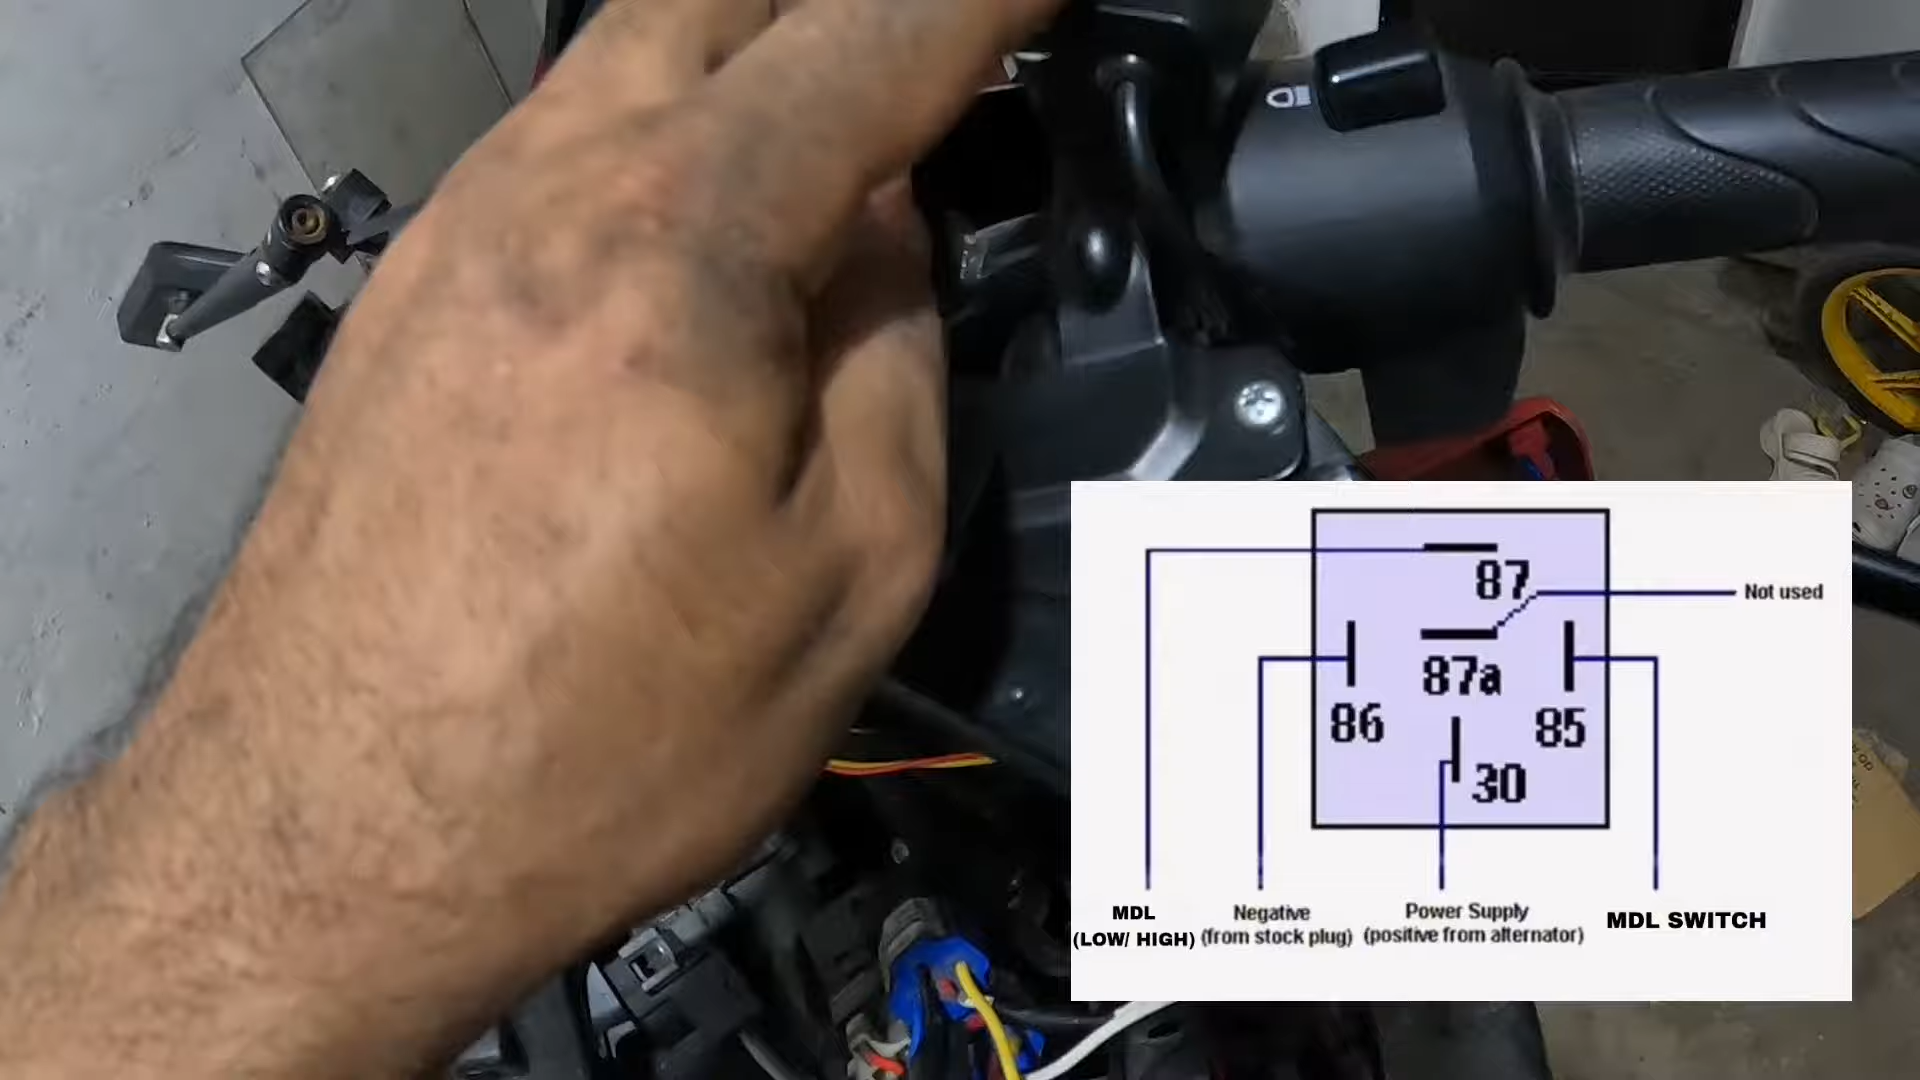 87
Not used
87a
86
85
30
MDL
(LOW/ HIGH)
Negative
(from stock plug)
Power Supply
(positive from alternator)
MDL SWITCH